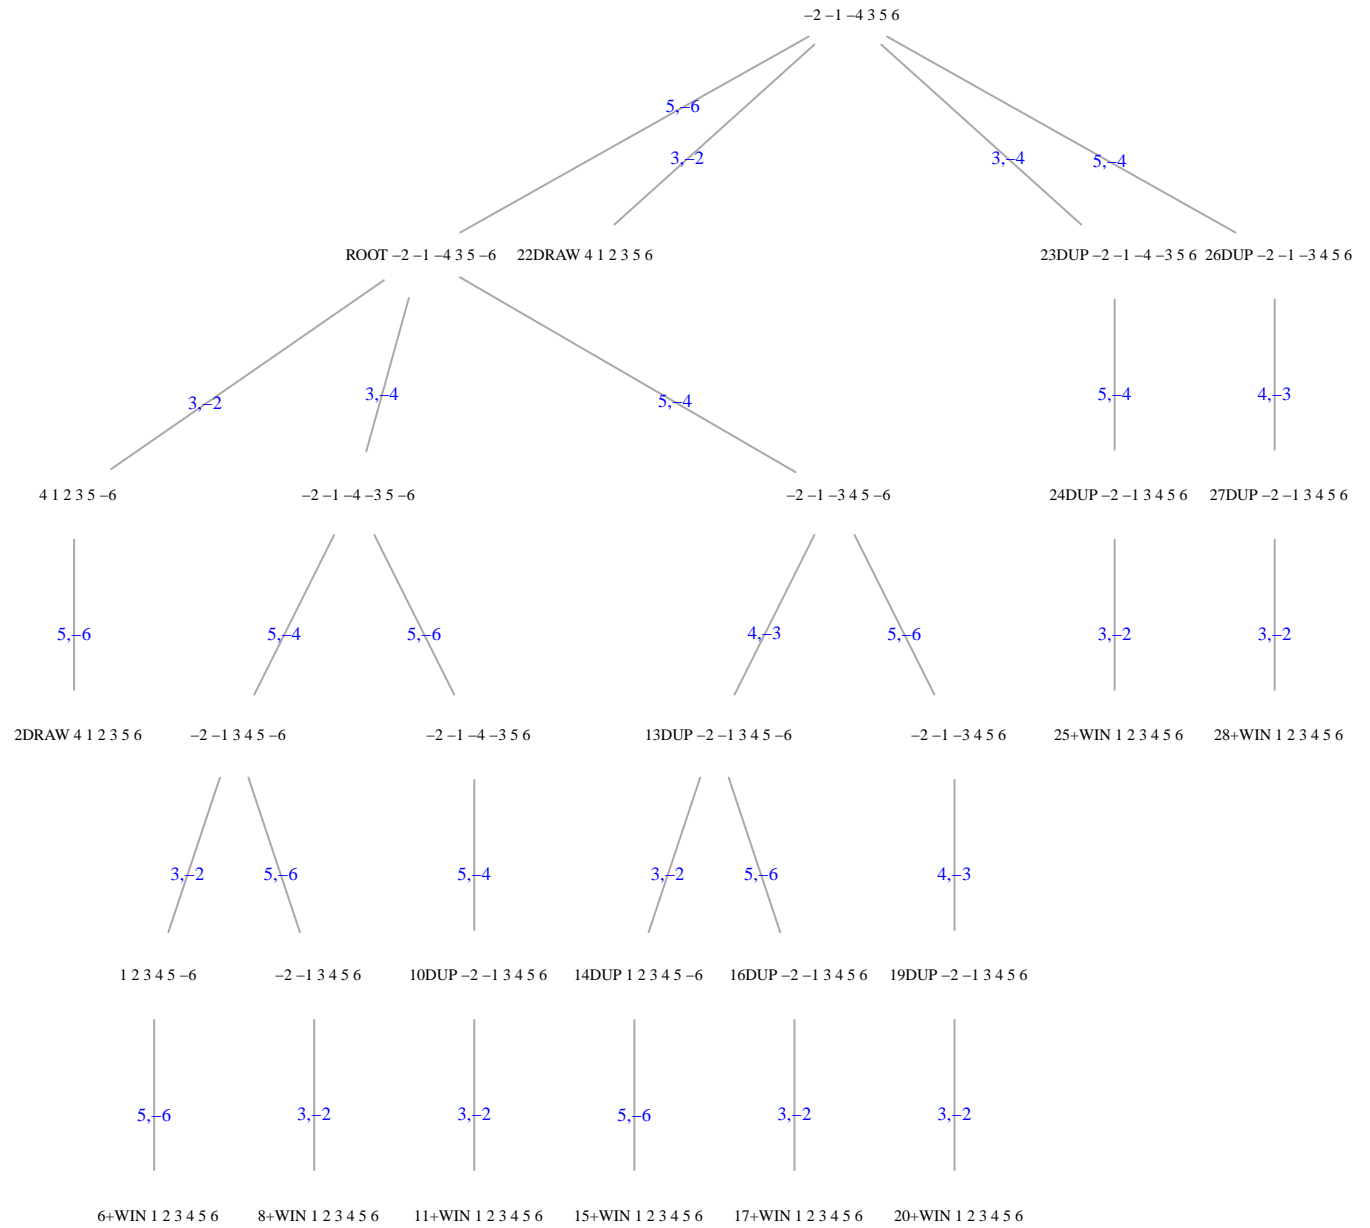 −2 −1 −4 3 5 6
5,−6
3,−2
3,−4
5,−4
ROOT −2 −1 −4 3 5 −6
22DRAW 4 1 2 3 5 6
23DUP −2 −1 −4 −3 5 6
26DUP −2 −1 −3 4 5 6
3,−2
3,−4
5,−4
5,−4
4,−3
4 1 2 3 5 −6
−2 −1 −4 −3 5 −6
−2 −1 −3 4 5 −6
24DUP −2 −1 3 4 5 6
27DUP −2 −1 3 4 5 6
5,−6
5,−4
5,−6
4,−3
5,−6
3,−2
3,−2
2DRAW 4 1 2 3 5 6
−2 −1 3 4 5 −6
−2 −1 −4 −3 5 6
13DUP −2 −1 3 4 5 −6
−2 −1 −3 4 5 6
25+WIN 1 2 3 4 5 6
28+WIN 1 2 3 4 5 6
3,−2
5,−6
5,−4
3,−2
5,−6
4,−3
1 2 3 4 5 −6
−2 −1 3 4 5 6
10DUP −2 −1 3 4 5 6
14DUP 1 2 3 4 5 −6
16DUP −2 −1 3 4 5 6
19DUP −2 −1 3 4 5 6
5,−6
3,−2
3,−2
5,−6
3,−2
3,−2
6+WIN 1 2 3 4 5 6
8+WIN 1 2 3 4 5 6
11+WIN 1 2 3 4 5 6
15+WIN 1 2 3 4 5 6
17+WIN 1 2 3 4 5 6
20+WIN 1 2 3 4 5 6